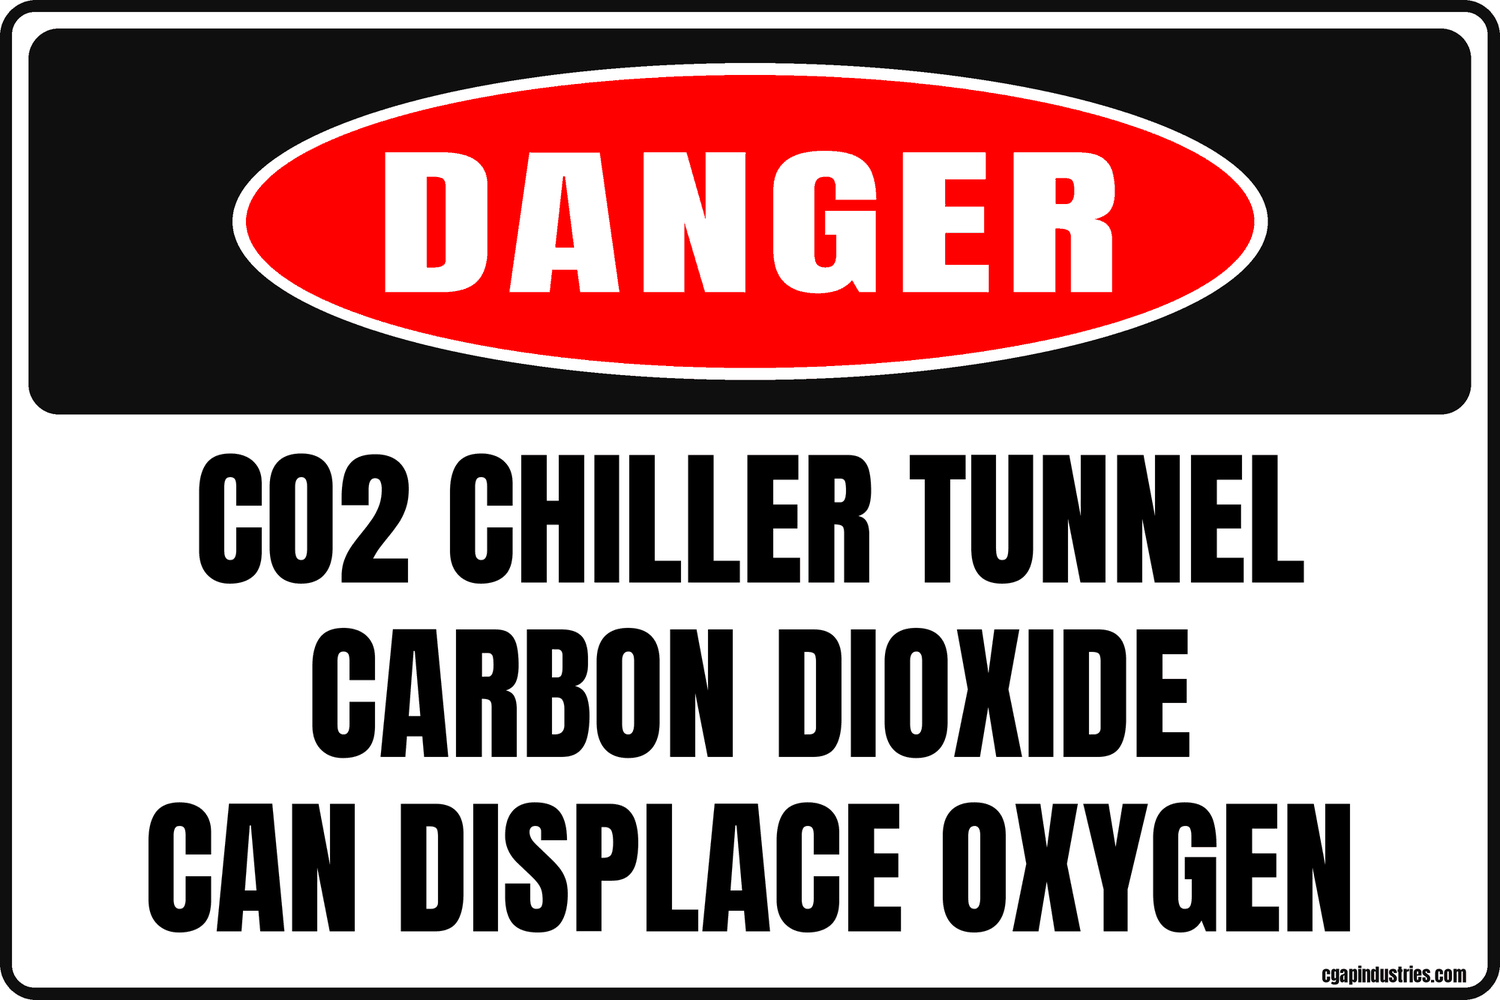 DANGER
CO2 CHILLER TUNNEL
CARBON DIOXIDE
CAN DISPLACE OXYGEN
cgapindustries.com